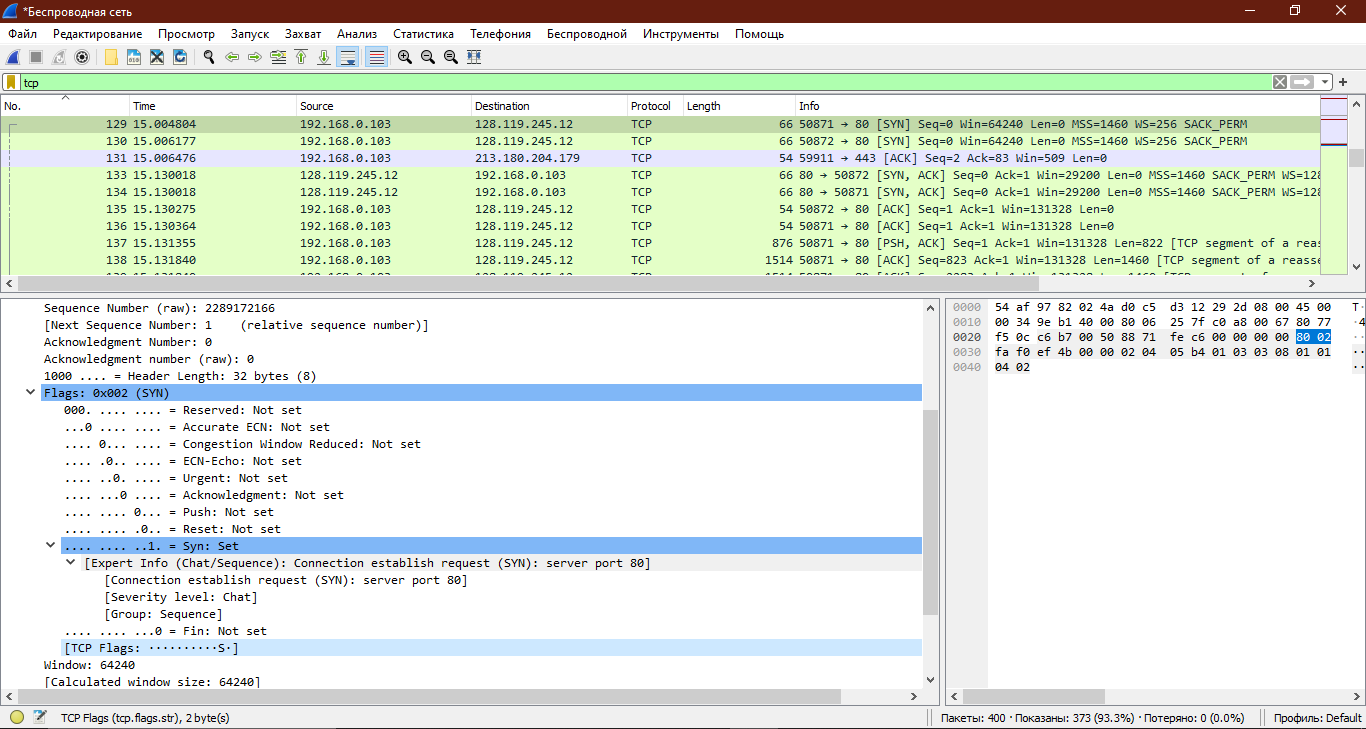 *Беспроводная сеть
Файл Редактирование Просмотр Запуск Захват Анализ Статистика Телефония Беспроводной Инструменты Помощь
tcp
No. Time Source Destination Protocol Length Info
129 15.004804 192.168.0.103 128.119.245.12 TCP 66 50871 → 80 [SYN] Seq=0 Win=64240 Len=0 MSS=1460 WS=256 SACK_PERM
130 15.006177 192.168.0.103 128.119.245.12 TCP 66 50872 → 80 [SYN] Seq=0 Win=64240 Len=0 MSS=1460 WS=256 SACK_PERM
131 15.006476 192.168.0.103 213.180.204.179 TCP 54 59911 → 443 [ACK] Seq=2 Ack=83 Win=509 Len=0
133 15.130018 128.119.245.12 192.168.0.103 TCP 66 80 → 50872 [SYN, ACK] Seq=0 Ack=1 Win=29200 Len=0 MSS=1460 SACK_PERM WS=128
134 15.130018 128.119.245.12 192.168.0.103 TCP 66 80 → 50871 [SYN, ACK] Seq=0 Ack=1 Win=29200 Len=0 MSS=1460 SACK_PERM WS=128
135 15.130275 192.168.0.103 128.119.245.12 TCP 54 50872 → 80 [ACK] Seq=1 Ack=1 Win=131328 Len=0
136 15.130364 192.168.0.103 128.119.245.12 TCP 54 50871 → 80 [ACK] Seq=1 Ack=1 Win=131328 Len=0
137 15.131355 192.168.0.103 128.119.245.12 TCP 876 50871 → 80 [PSH, ACK] Seq=1 Ack=1 Win=131328 Len=822 [TCP segment of a reas
138 15.131840 192.168.0.103 128.119.245.12 TCP 1514 50871 → 80 [ACK] Seq=823 Ack=1 Win=131328 Len=1460 [TCP segment of a reasse
Sequence Number (raw): 2289172166
[Next Sequence Number: 1 (relative sequence number)]
Acknowledgment Number: 0
Acknowledgment number (raw): 0
1000 .... = Header Length: 32 bytes (8)
Flags: 0x002 (SYN)
000. .... .... = Reserved: Not set
...0 .... .... = Accurate ECN: Not set
.... 0... .... = Congestion Window Reduced: Not set
.... .0.. .... = ECN-Echo: Not set
.... ..0. .... = Urgent: Not set
.... ...0 .... = Acknowledgment: Not set
.... .... 0... = Push: Not set
.... .... .0.. = Reset: Not set
.... .... ..1. = Syn: Set
[Expert Info (Chat/Sequence): Connection establish request (SYN): server port 80]
[Connection establish request (SYN): server port 80]
[Severity level: Chat]
[Group: Sequence]
.... .... ...0 = Fin: Not set
[TCP Flags: ··········S·]
Window: 64240
[Calculated window size: 64240]
0000 54 af 97 82 02 4a d0 c5 d3 12 29 2d 08 00 45 00 T·
0010 00 34 9e b1 40 00 80 06 25 7f c0 a8 00 67 80 77 ·4
0020 f5 0c c6 b7 00 50 88 71 fe c6 00 00 00 00 80 02 ··
0030 fa f0 ef 4b 00 00 02 04 05 b4 01 03 03 08 01 01 ··
0040 04 02 ··
TCP Flags (tcp.flags.str), 2 byte(s)
Пакеты: 400 · Показаны: 373 (93.3%) · Потеряно: 0 (0.0%)
Профиль: Default